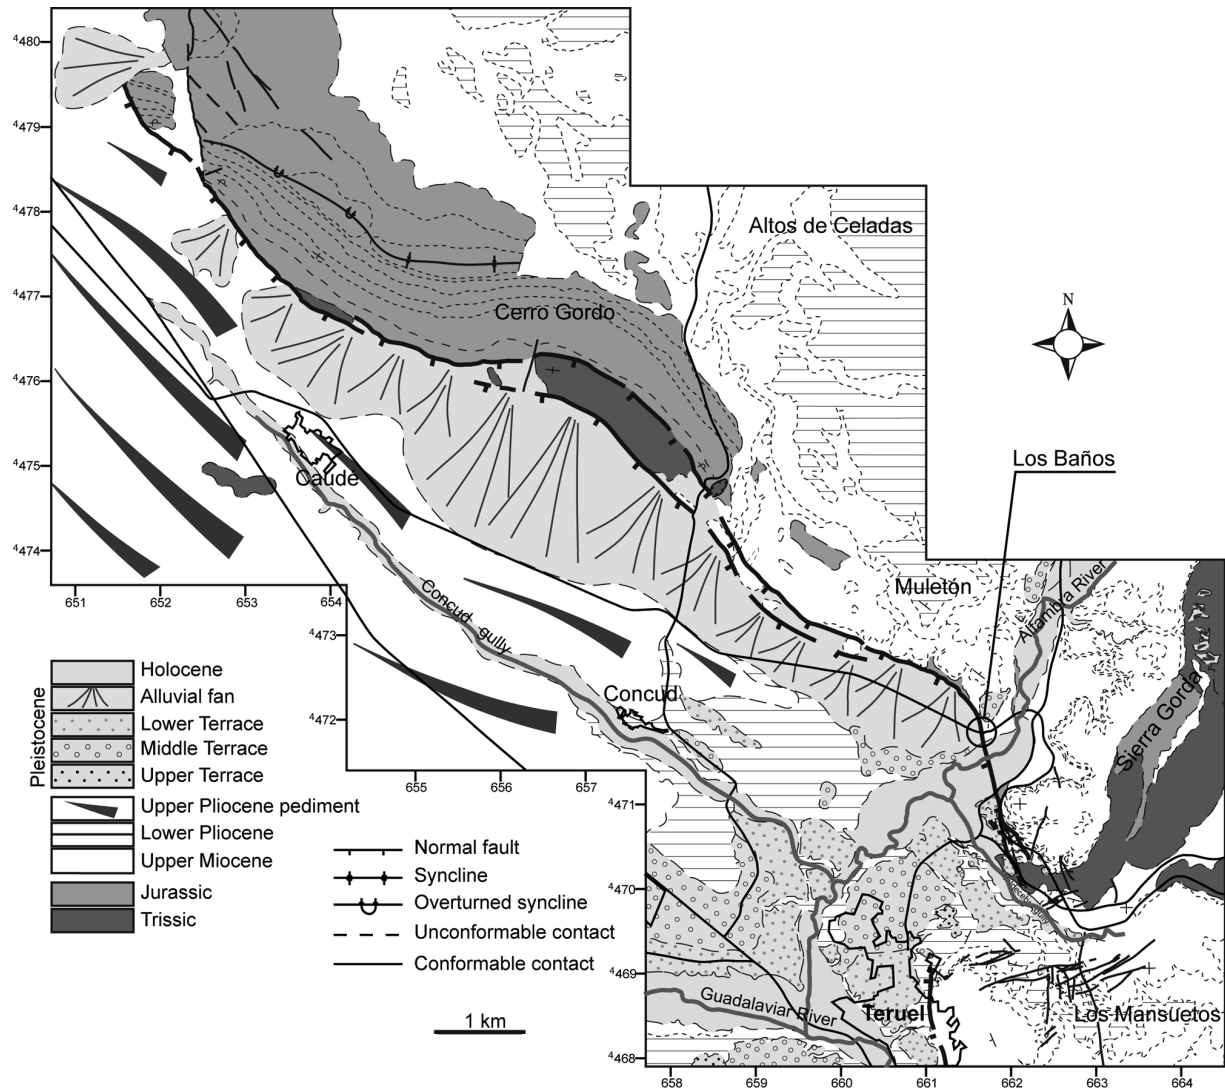 ⁴480
⁴479
⁴478
⁴477
⁴476
⁴475
⁴474
651
652
653
654
⁴473
⁴472
655
656
657
⁴471
⁴470
⁴469
⁴468
658
659
660
661
662
663
664
Altos de Celadas
Cerro Gordo
N
Los Baños
Caudé
Muletón
Alfambra River
Concud gully
Concud
Sierra Gorda
Guadalaviar River
Teruel
Los Mansuetos
Pleistocene
Holocene
Alluvial fan
Lower Terrace
Middle Terrace
Upper Terrace
Upper Pliocene pediment
Lower Pliocene
Upper Miocene
Jurassic
Trissic
Normal fault
Syncline
Overturned syncline
Unconformable contact
Conformable contact
1 km